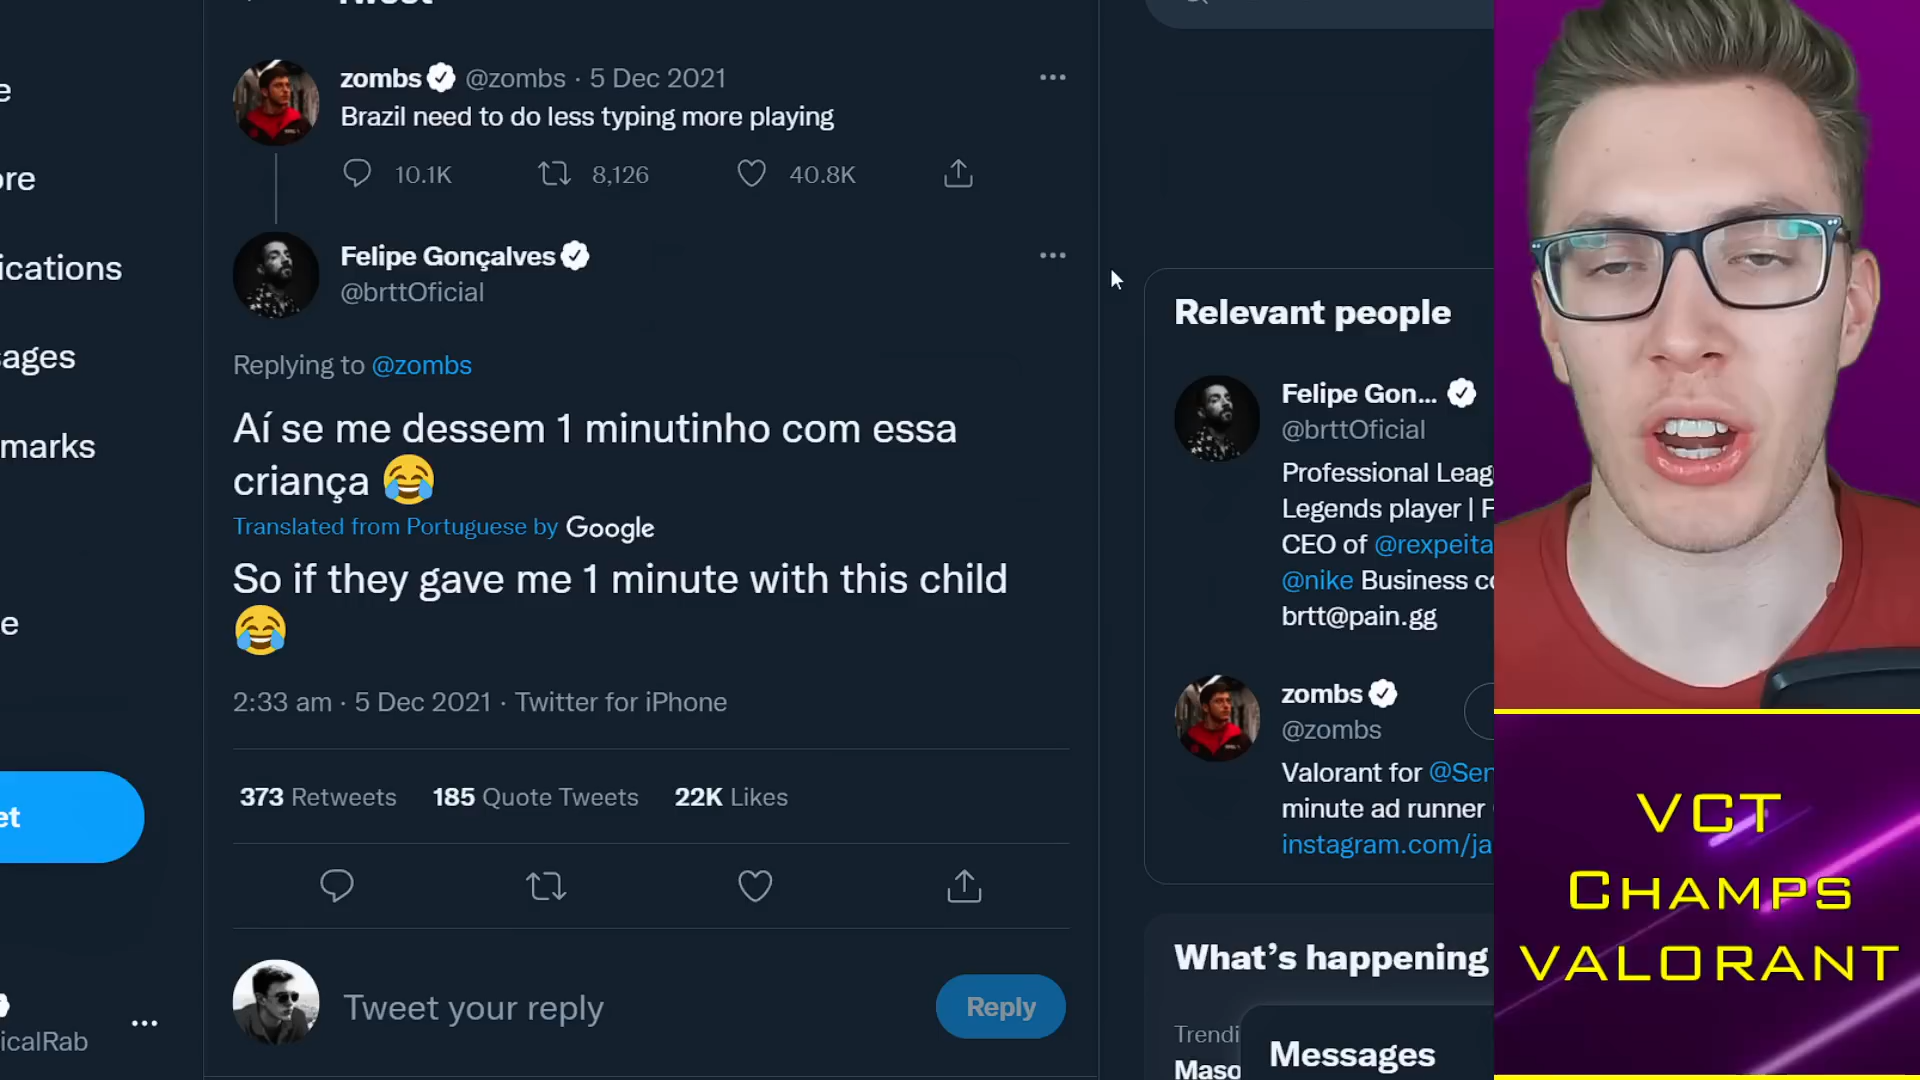 Tweet
zombs @zombs · 5 Dec 2021
Brazil need to do less typing more playing
10.1K 8,126 40.8K
Felipe Gonçalves
@brttOficial
Replying to @zombs
Aí se me dessem 1 minutinho com essa
criança 😂
Translated from Portuguese by Google
So if they gave me 1 minute with this child
😂
2:33 am · 5 Dec 2021 · Twitter for iPhone
373 Retweets 185 Quote Tweets 22K Likes
Tweet your reply
Reply
e
ore
ications
sages
marks
e
et
icalRab
Relevant people
Felipe Gon...
@brttOficial
Professional Leag
Legends player | F
CEO of @rexpeita
@nike Business co
brtt@pain.gg
zombs
@zombs
Valorant for @Sen
minute ad runner
instagram.com/ja
What's happening
Trendi
Maso
Messages
VCT
CHAMPS
VALORANT